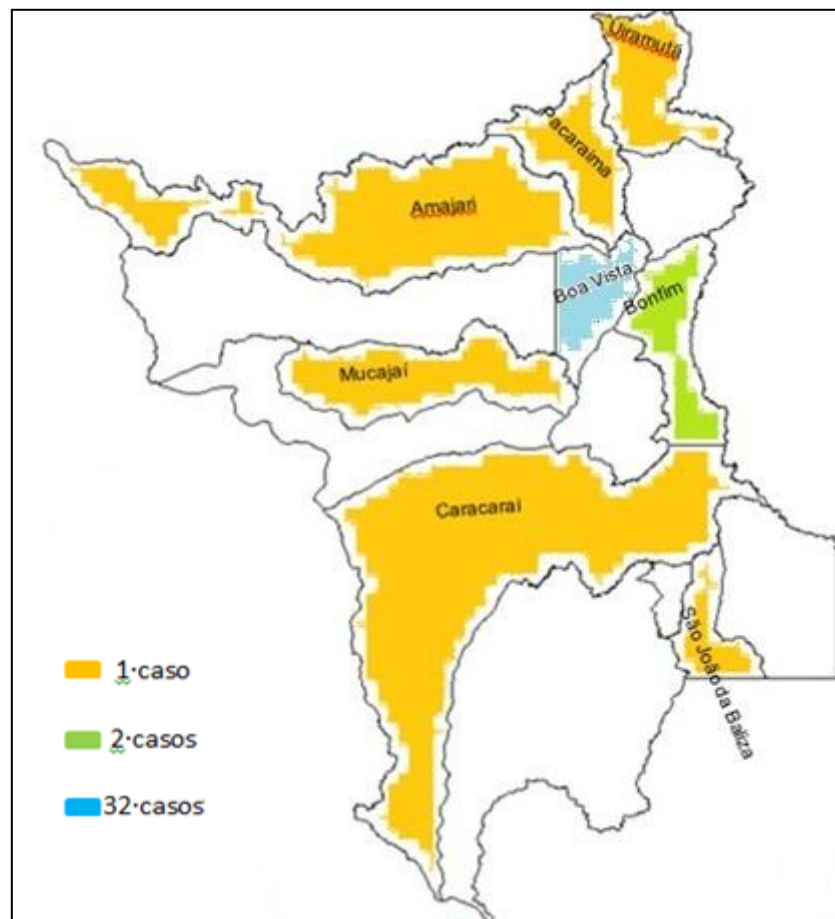 Uiramutã
Pacaraima
Amajari
Boa Vista
Bonfim
Mucajaí
Caracaraí
São João da Baliza
1·caso
2·casos
32·casos